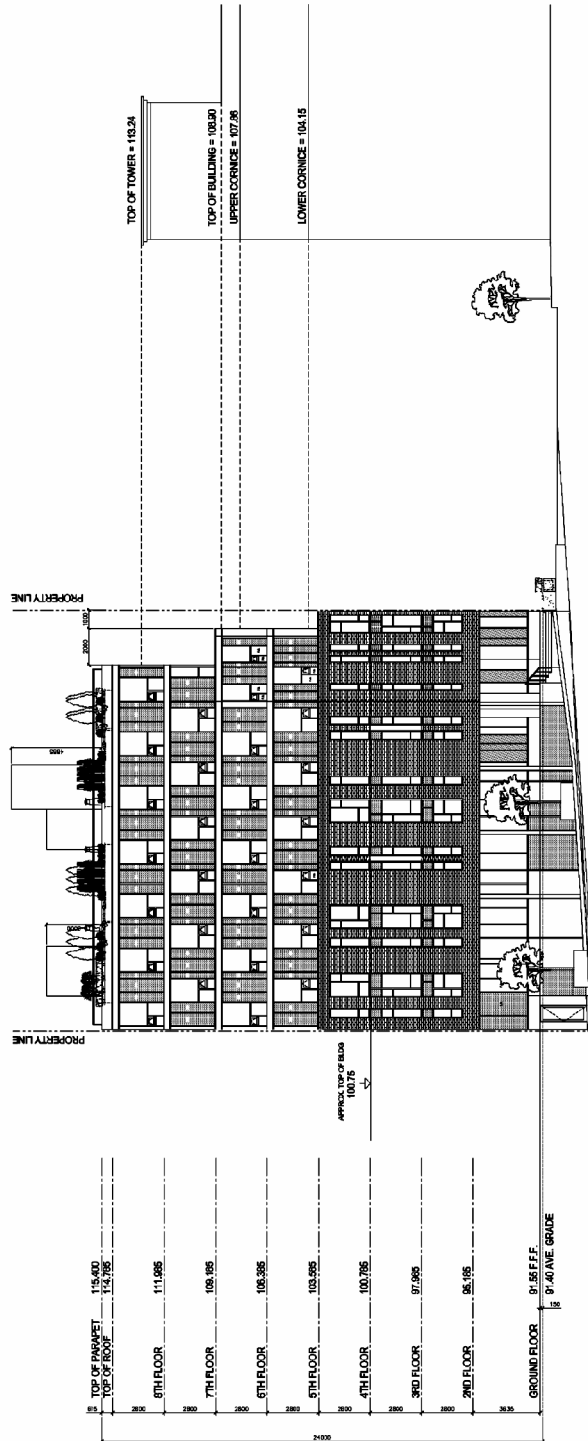 TOP OF TOWER = 113.24
TOP OF BUILDING = 108.90
UPPER CORNICE = 107.86
LOWER CORNICE = 104.15
PROPERTY LINE
1000
2000
PROPERTY LINE
APPROX. TOP OF BLDG
100.75
TOP OF PARAPET 115.400
TOP OF ROOF 114.785
8TH FLOOR 111.985
7TH FLOOR 109.185
6TH FLOOR 106.385
5TH FLOOR 103.585
4TH FLOOR 100.785
3RD FLOOR 97.985
2ND FLOOR 95.185
GROUND FLOOR 91.55 F.F.F.
91.40 AVE. GRADE
615
2800
2800
2800
2800
2800
2800
2800
3635
150
24000